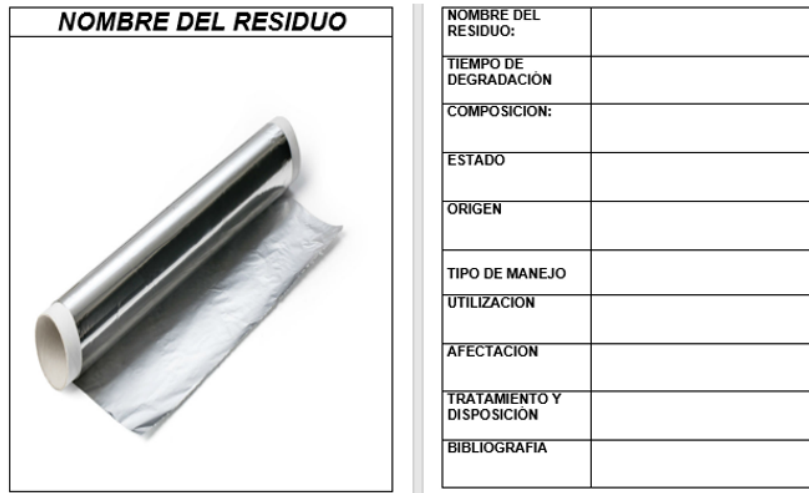 NOMBRE DEL RESIDUO
NOMBRE DEL
RESIDUO:
TIEMPO DE
DEGRADACIÓN
COMPOSICION:
ESTADO
ORIGEN
TIPO DE MANEJO
UTILIZACION
AFECTACION
TRATAMIENTO Y
DISPOSICIÓN
BIBLIOGRAFIA